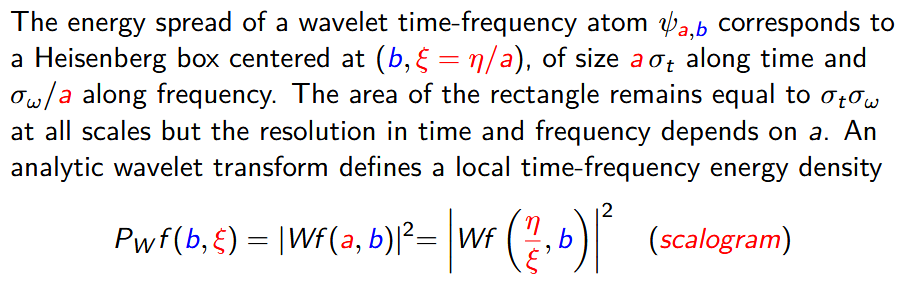 The energy spread of a wavelet time-frequency atom ψ_{a,b} corresponds to
a Heisenberg box centered at (b, ξ = η/a), of size a σ_t along time and
σ_ω/a along frequency. The area of the rectangle remains equal to σ_tσ_ω
at all scales but the resolution in time and frequency depends on a. An
analytic wavelet transform defines a local time-frequency energy density
P_W f(b, ξ) = |Wf(a, b)|² = |Wf (η/ξ, b)|² (scalogram)